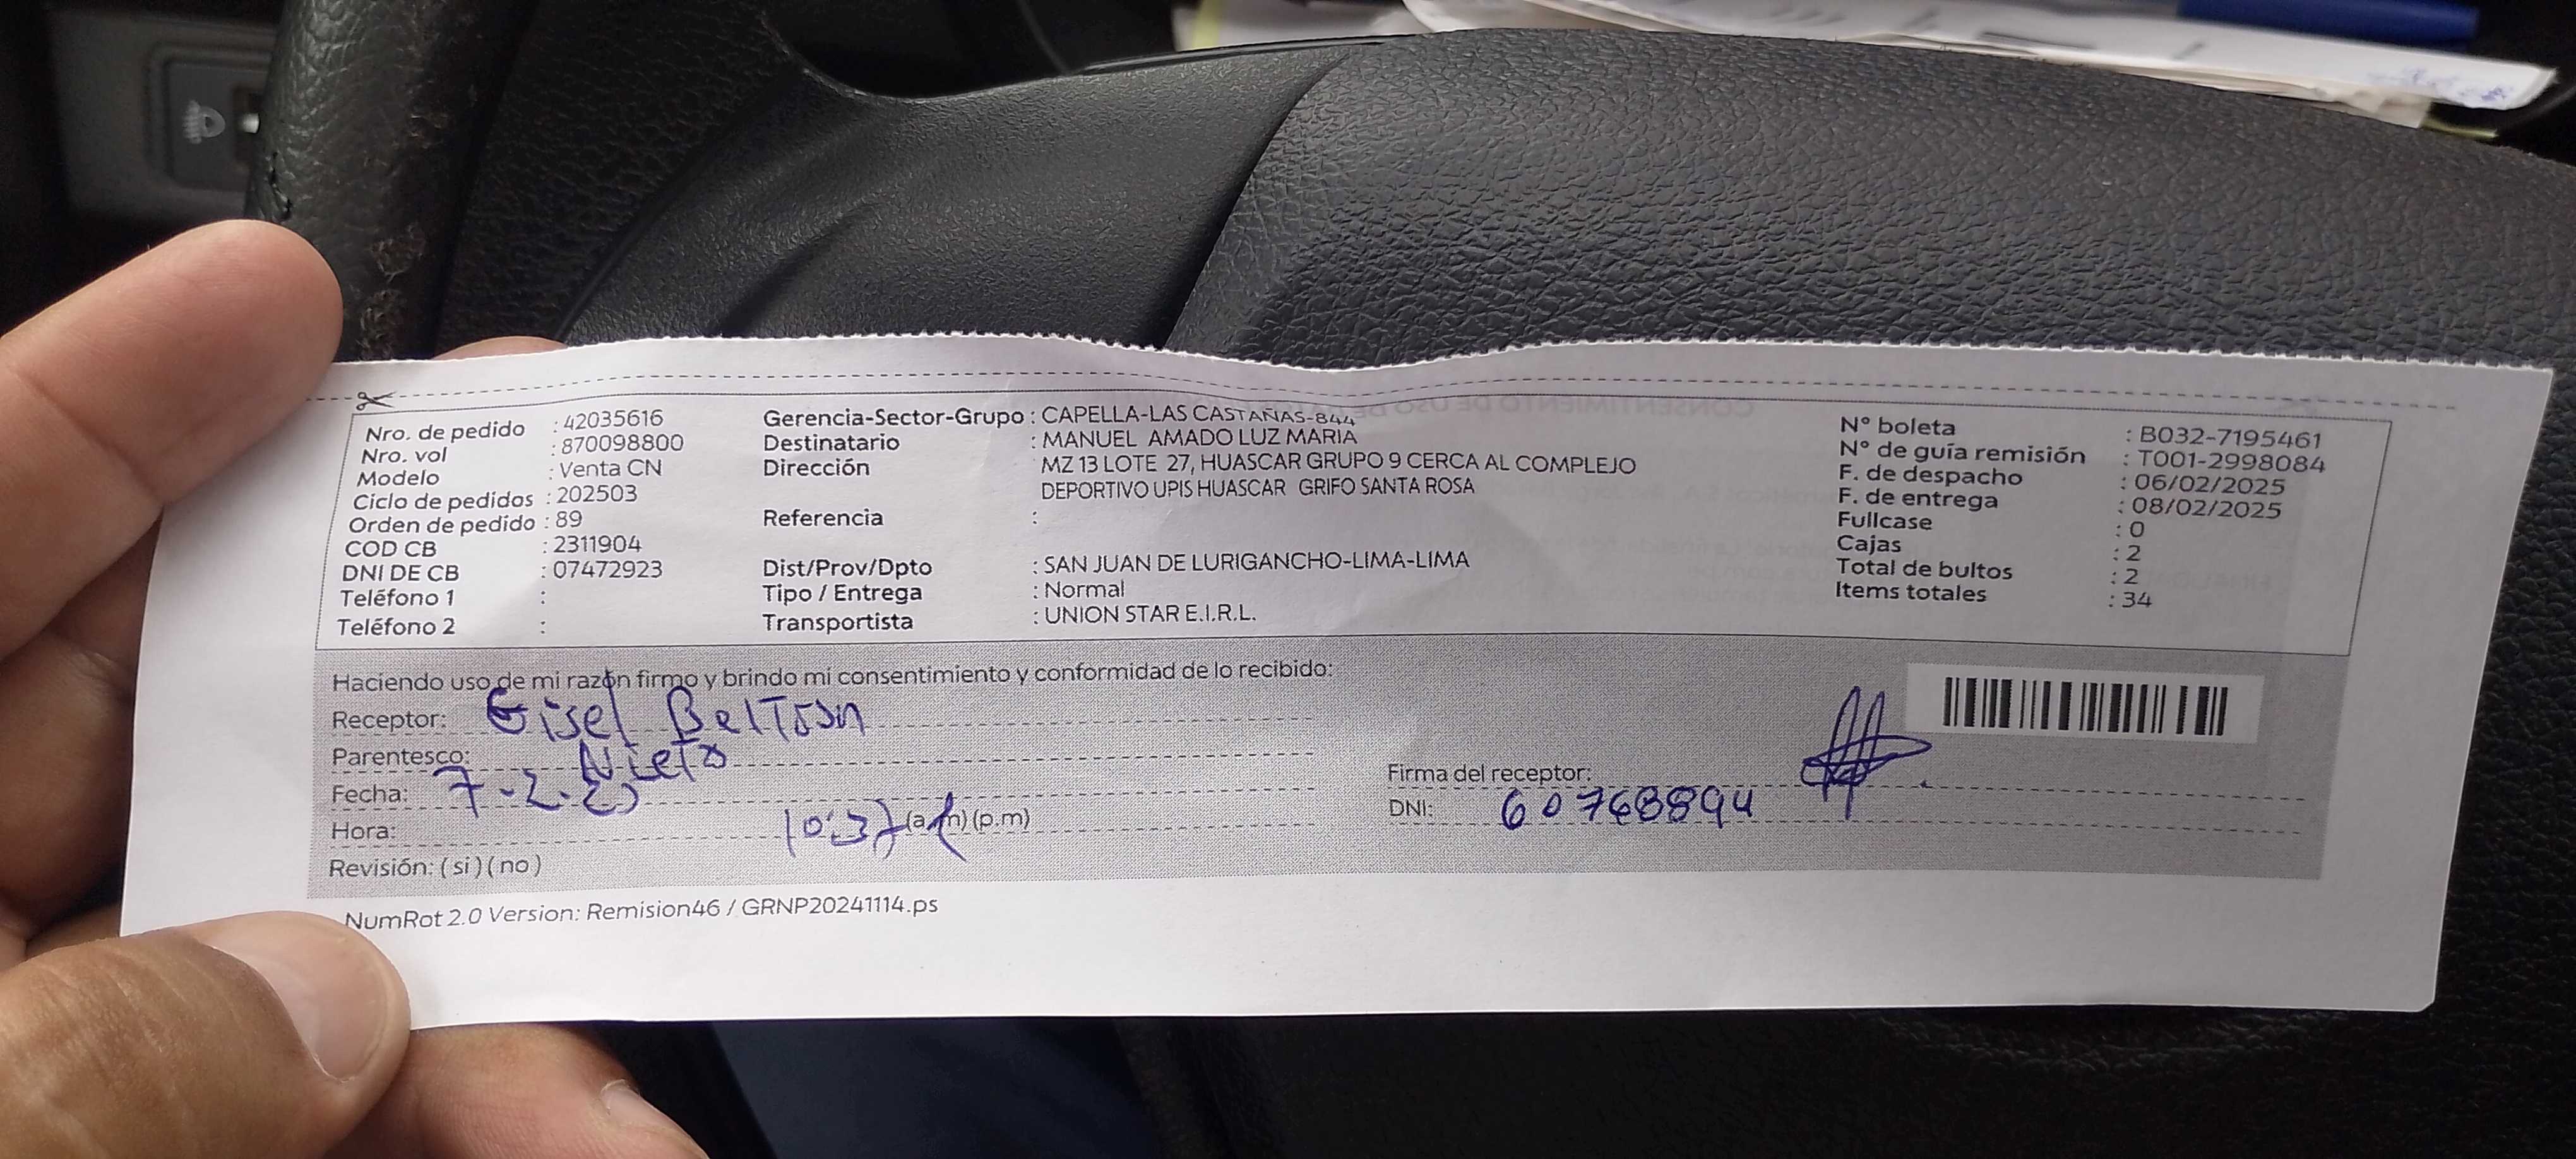 Nro. de pedido : 42035616
Nro. vol : 870098800
Modelo : Venta CN
Ciclo de pedidos : 202503
Orden de pedido : 89
COD CB : 2311904
DNI DE CB : 07472923
Teléfono 1 :
Teléfono 2 :
Gerencia-Sector-Grupo : CAPELLA-LAS CASTAÑAS-844
Destinatario : MANUEL AMADO LUZ MARIA
Dirección MZ 13 LOTE 27, HUASCAR GRUPO 9 CERCA AL COMPLEJO
DEPORTIVO UPIS HUASCAR GRIFO SANTA ROSA
Referencia :
Dist/Prov/Dpto : SAN JUAN DE LURIGANCHO-LIMA-LIMA
Tipo / Entrega : Normal
Transportista : UNION STAR E.I.R.L.
N° boleta : B032-7195461
N° de guía remisión : T001-2998084
F. de despacho : 06/02/2025
F. de entrega : 08/02/2025
Fullcase : 0
Cajas : 2
Total de bultos : 2
Items totales : 34
Haciendo uso de mi razón firmo y brindo mi consentimiento y conformidad de lo recibido:
Receptor: Gisel Beltran
Parentesco: Nieta
Fecha: 7-2-25
Hora: 10:37 (a.m) (p.m)
Revisión: ( si ) ( no )
Firma del receptor:
DNI: 60768894
NumRot 2.0 Version: Remision46 / GRNP20241114.ps